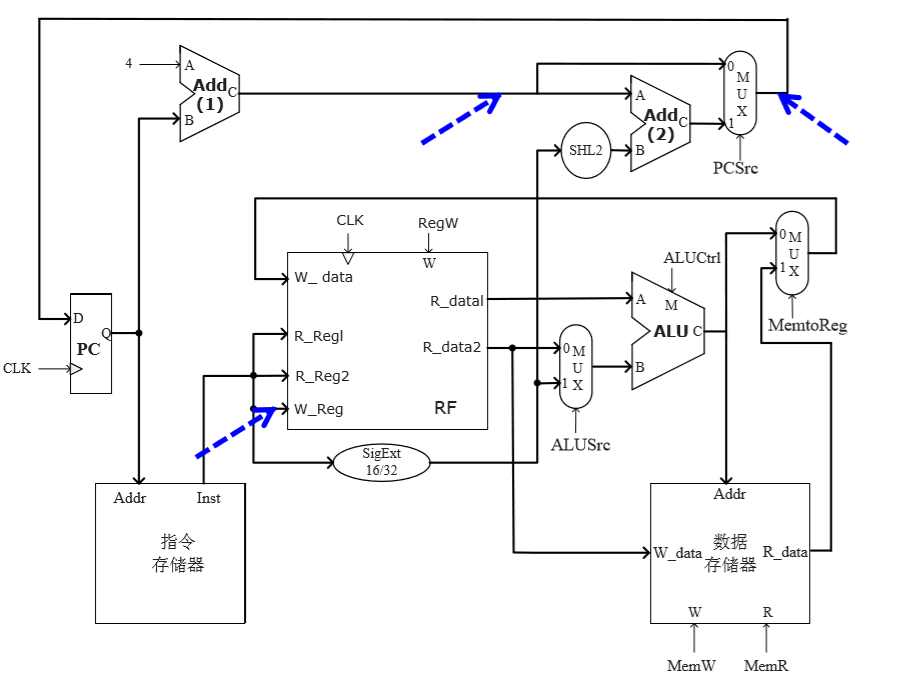 4
A
Add
(1)
C
B
0
M
U
X
1
PCSrc
A
Add
(2)
C
B
SHL2
CLK
RegW
W
W_ data
R_Regl
R_Reg2
W_Reg
R_datal
R_data2
RF
D
Q
PC
CLK
ALUCtrl
A
M
ALU
C
B
0
M
U
1
X
ALUSrc
0
M
U
1
X
MemtoReg
SigExt
16/32
Addr
Inst
指令
存储器
Addr
W_data
数据
存储器
R_data
W
R
MemW
MemR